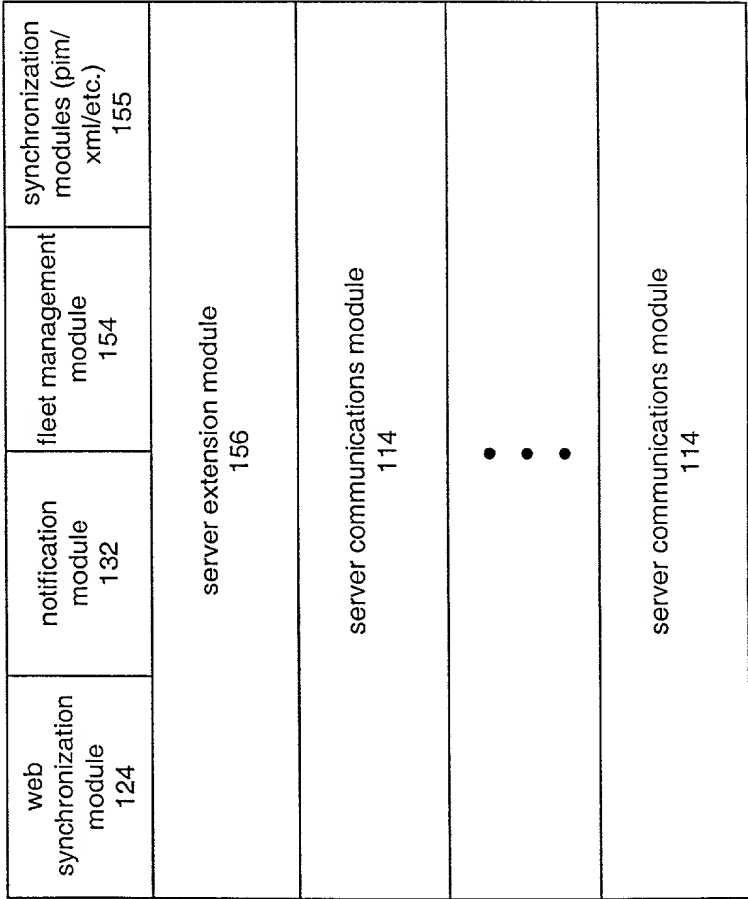 web
synchronization
module
124
notification
module
132
fleet management
module
154
synchronization
modules (pim/
xml/etc.)
155
server extension module
156
server communications module
114
server communications module
114